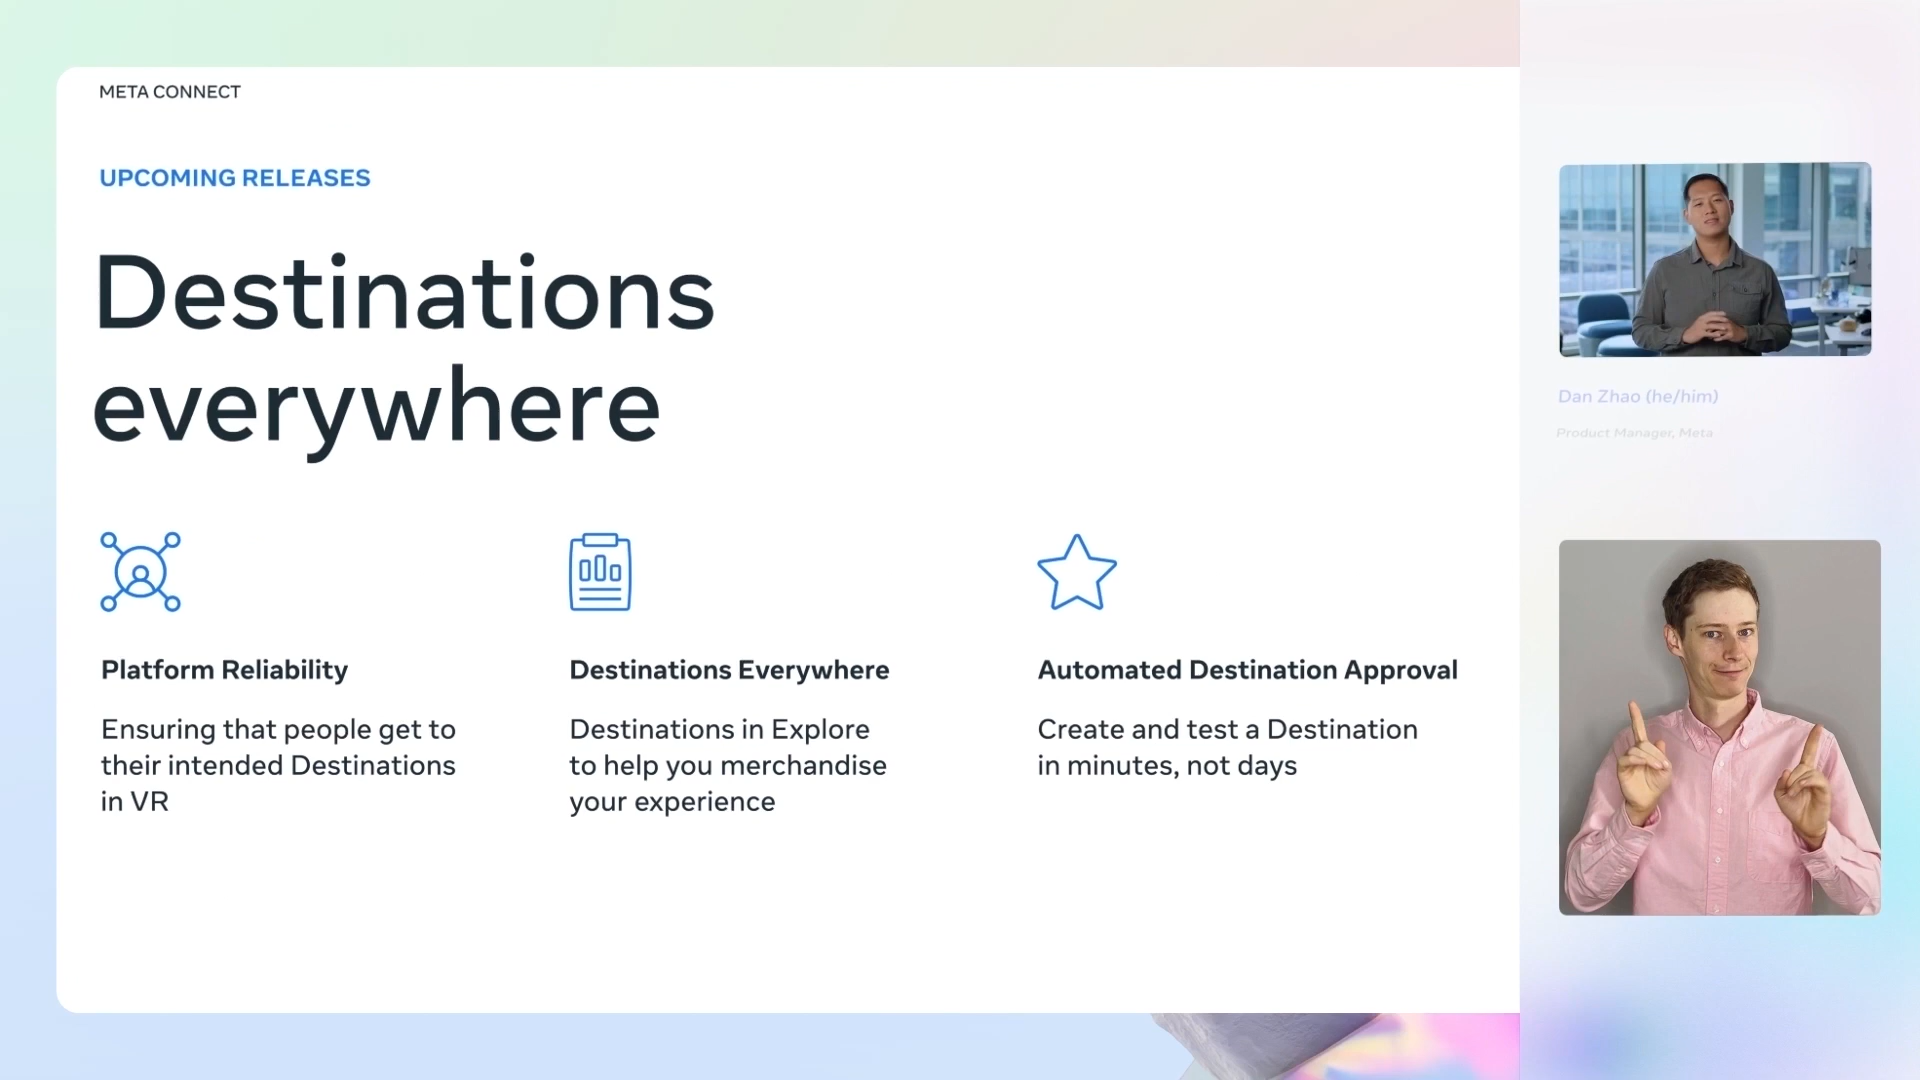 META CONNECT
UPCOMING RELEASES
Destinations
everywhere
Platform Reliability
Ensuring that people get to
their intended Destinations
in VR
Destinations Everywhere
Destinations in Explore
to help you merchandise
your experience
Automated Destination Approval
Create and test a Destination
in minutes, not days
Dan Zhao (he/him)
Product Manager, Meta